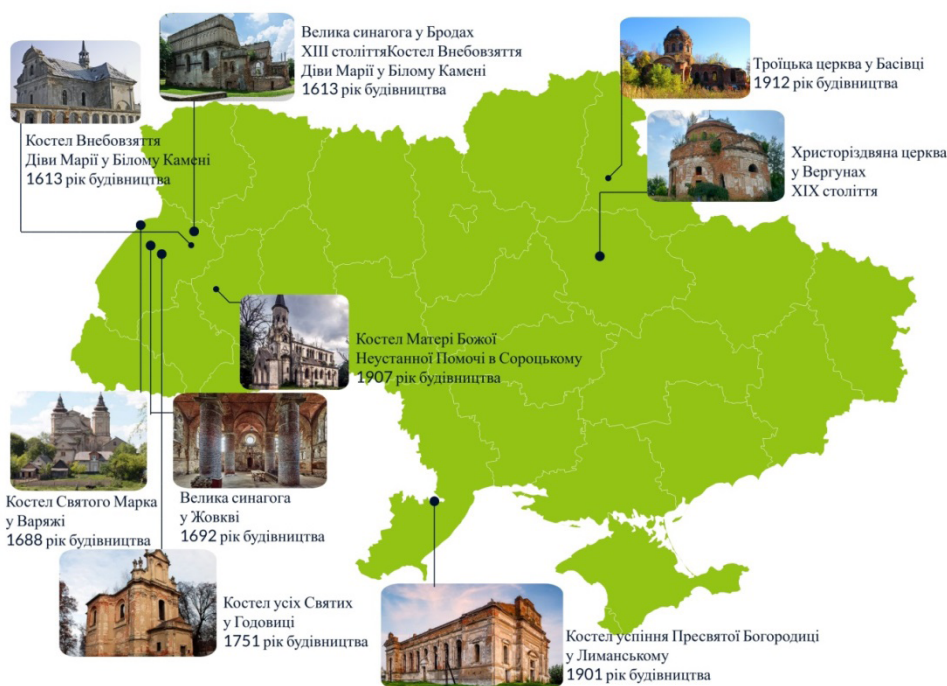 Велика синагога у Бродах
XIII століттяКостел Внебовзяття
Діви Марії у Білому Камені
1613 рік будівництва
Троїцька церква у Басівці
1912 рік будівництва
Костел Внебовзяття
Діви Марії у Білому Камені
1613 рік будівництва
Христоріздвяна церква
у Вергунах
XIX століття
Костел Матері Божої
Неустанної Помочі в Сороцькому
1907 рік будівництва
Костел Святого Марка
у Варяжі
1688 рік будівництва
Велика синагога
у Жовкві
1692 рік будівництва
Костел усіх Святих
у Годовиці
1751 рік будівництва
Костел успіння Пресвятої Богородиці
у Лиманському
1901 рік будівництва